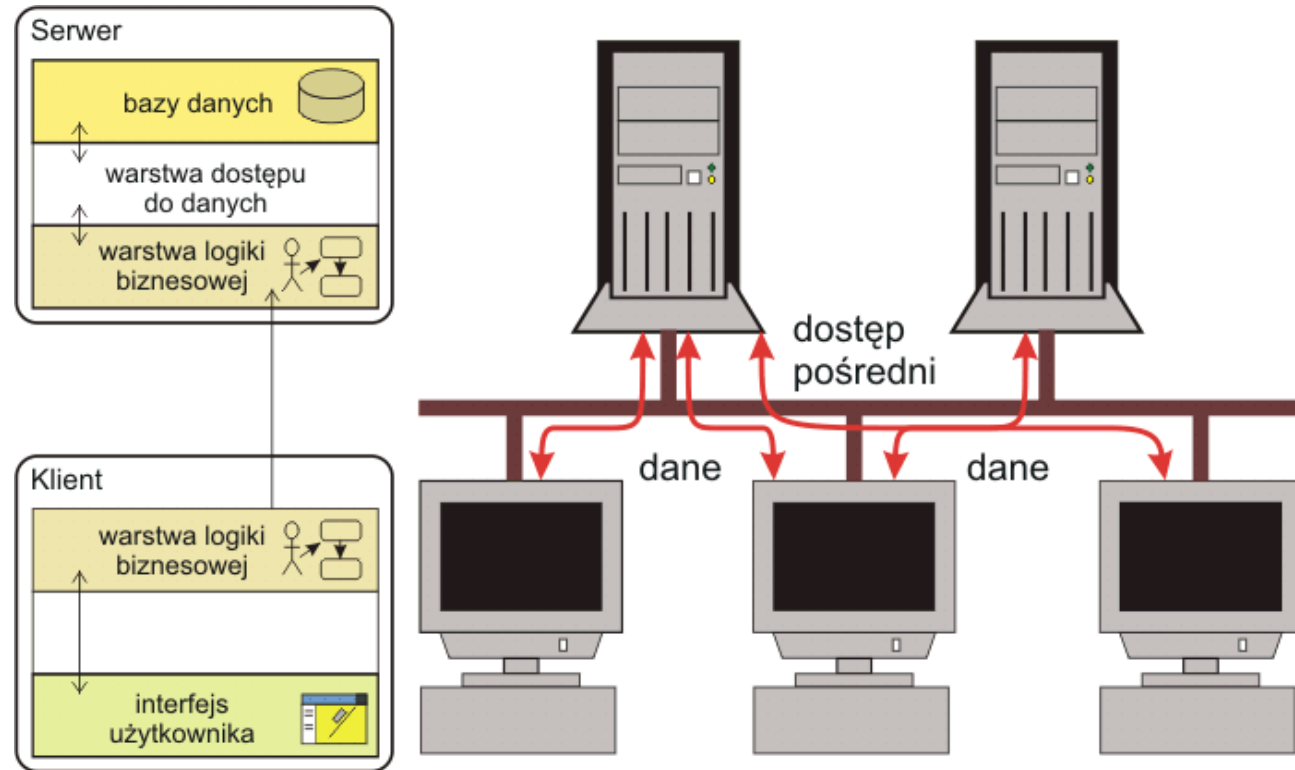 Serwer
bazy danych
warstwa dostępu
do danych
warstwa logiki
biznesowej
Klient
warstwa logiki
biznesowej
interfejs
użytkownika
dostęp
pośredni
dane
dane